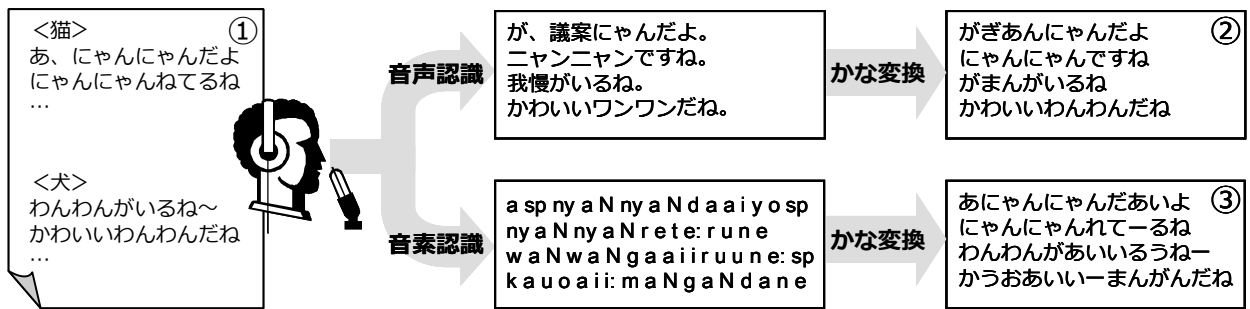 <猫>
①
あ、にゃんにゃんだよ
にゃんにゃんねてるね
…
<犬>
わんわんがいるね～
かわいいわんわんだね
…
音声認識
が、議案にゃんだよ。
ニャンニャンですね。
我慢がいるね。
かわいいワンワンだね。
かな変換
②
がぎあんにゃんだよ
にゃんにゃんですね
がまんがいるね
かわいいわんわんだね
音素認識
a sp ny a N ny a N d a a i y o sp
ny a N ny a N r e t e: r u n e
w a N w a N g a a i i r u u n e: sp
k a u o a i i: m a N g a N d a n e
かな変換
③
あにゃんにゃんだあいよ
にゃんにゃんれてーるね
わんわんがあいいるうねー
かうおあいいーまんがんだね